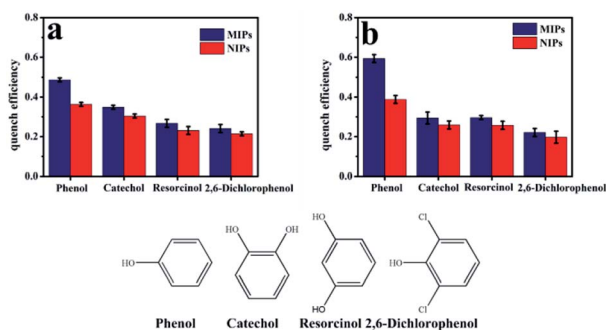 a
MIPs
NIPs
quench efficiency
0.8
0.6
0.4
0.2
0.0
Phenol Catechol Resorcinol 2,6-Dichlorophenol
b
MIPs
NIPs
quench efficiency
0.8
0.6
0.4
0.2
0.0
Phenol Catechol Resorcinol 2,6-Dichlorophenol
HO
HO OH
HO
HO
Cl
HO
Cl
Phenol Catechol Resorcinol 2,6-Dichlorophenol